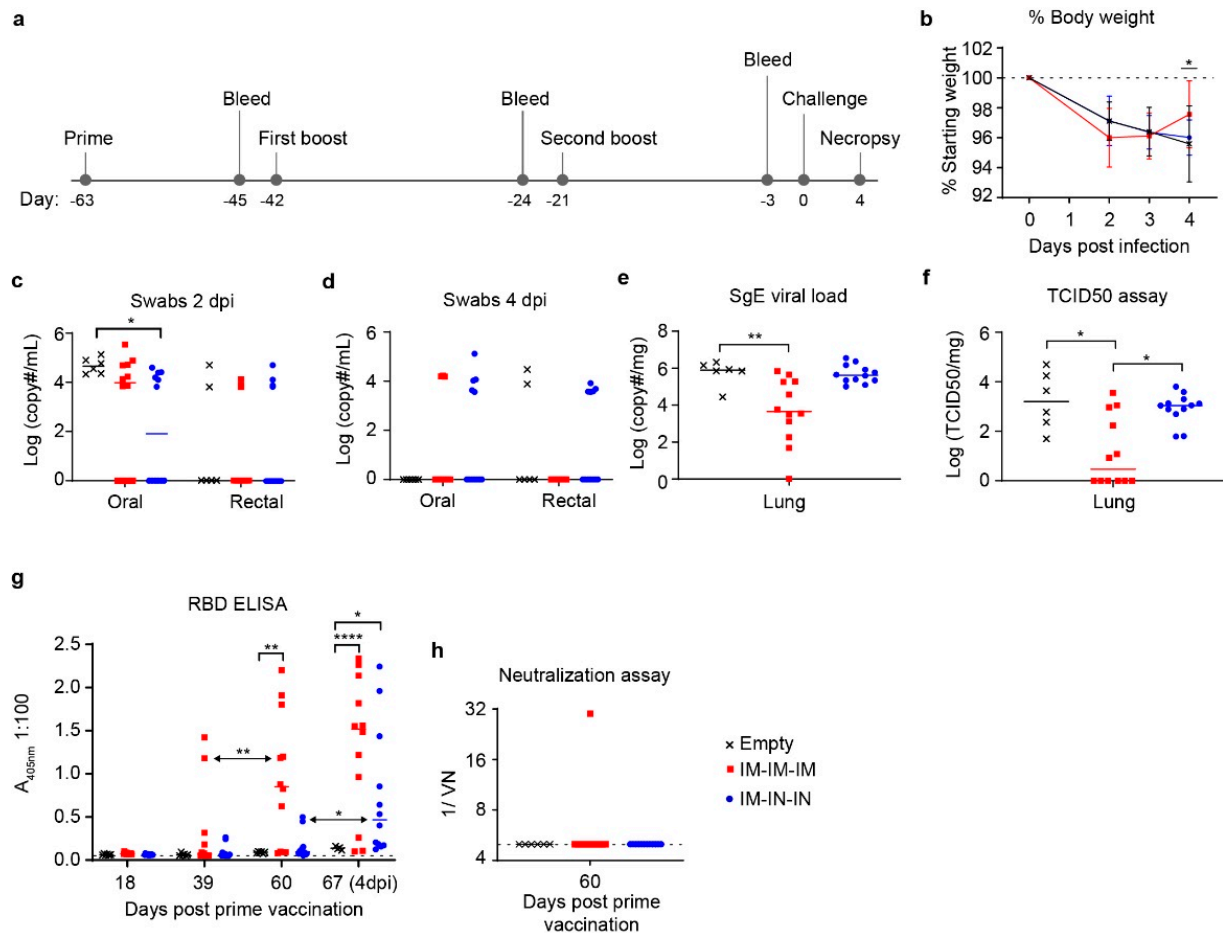 a
Prime
Bleed
First boost
Bleed
Second boost
Bleed
Challenge
Necropsy
Day: -63 -45 -42 -24 -21 -3 0 4
b
% Body weight
% Starting weight
102
100
98
96
94
92
*
0 1 2 3 4
Days post infection
c
Swabs 2 dpi
Log (copy#/mL)
6
4
2
0
*
Oral Rectal
d
Swabs 4 dpi
Log (copy#/mL)
6
4
2
0
Oral Rectal
e
SgE viral load
Log (copy#/mg)
8
6
4
2
0
**
Lung
f
TCID50 assay
Log (TCID50/mg)
6
4
2
0
*
*
Lung
g
RBD ELISA
A405nm 1:100
2.5
2.0
1.5
1.0
0.5
0.0
**
**
*
****
*
18 39 60 67 (4dpi)
Days post prime vaccination
h
Neutralization assay
1/ VN
32
16
8
4
60
Days post prime
vaccination
Empty
IM-IM-IM
IM-IN-IN